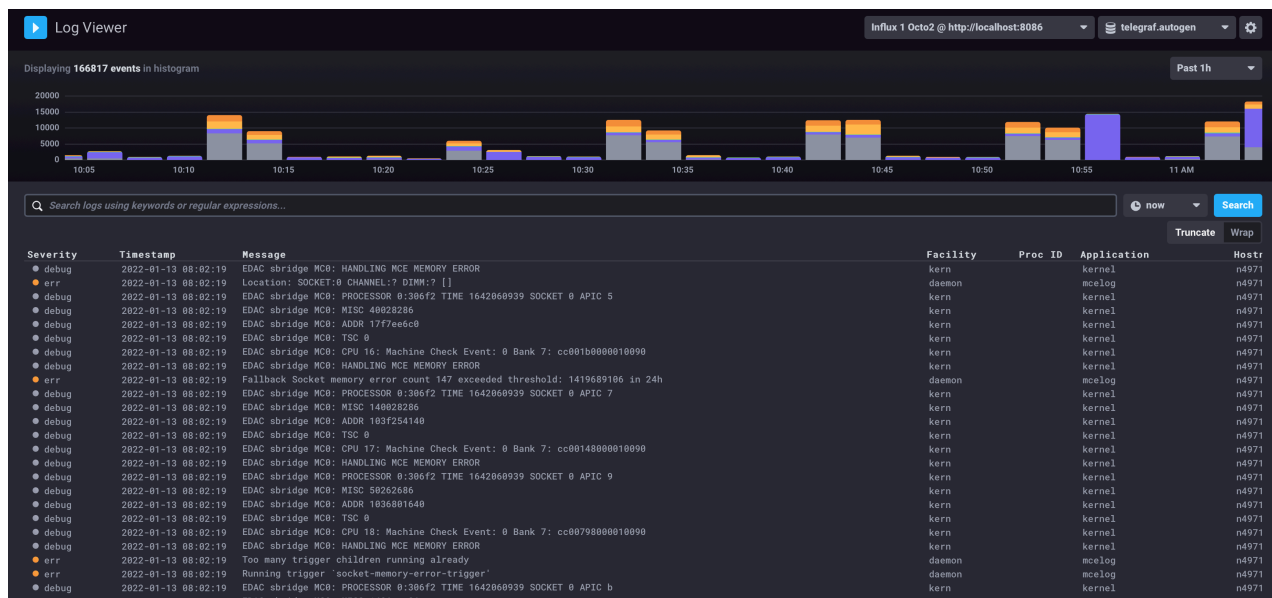 Log Viewer
Influx 1 Octo2 @ http://localhost:8086
telegraf.autogen
Displaying 166817 events in histogram
Past 1h
20000
15000
10000
5000
0
10:05 10:10 10:15 10:20 10:25 10:30 10:35 10:40 10:45 10:50 10:55 11 AM
Search logs using keywords or regular expressions...
now
Search
Truncate Wrap
Severity Timestamp Message Facility Proc ID Application Hostr
debug 2022-01-13 08:02:19 EDAC sbridge MC0: HANDLING MCE MEMORY ERROR kern kernel n4971
err 2022-01-13 08:02:19 Location: SOCKET:0 CHANNEL:? DIMM:? [] daemon mcelog n4971
debug 2022-01-13 08:02:19 EDAC sbridge MC0: PROCESSOR 0:306f2 TIME 1642060939 SOCKET 0 APIC 5 kern kernel n4971
debug 2022-01-13 08:02:19 EDAC sbridge MC0: MISC 40028286 kern kernel n4971
debug 2022-01-13 08:02:19 EDAC sbridge MC0: ADDR 17f7ee6c0 kern kernel n4971
debug 2022-01-13 08:02:19 EDAC sbridge MC0: TSC 0 kern kernel n4971
debug 2022-01-13 08:02:19 EDAC sbridge MC0: CPU 16: Machine Check Event: 0 Bank 7: cc001b0000010090 kern kernel n4971
debug 2022-01-13 08:02:19 EDAC sbridge MC0: HANDLING MCE MEMORY ERROR kern kernel n4971
err 2022-01-13 08:02:19 Fallback Socket memory error count 147 exceeded threshold: 1419689106 in 24h daemon mcelog n4971
debug 2022-01-13 08:02:19 EDAC sbridge MC0: PROCESSOR 0:306f2 TIME 1642060939 SOCKET 0 APIC 7 kern kernel n4971
debug 2022-01-13 08:02:19 EDAC sbridge MC0: MISC 140028286 kern kernel n4971
debug 2022-01-13 08:02:19 EDAC sbridge MC0: ADDR 103f254140 kern kernel n4971
debug 2022-01-13 08:02:19 EDAC sbridge MC0: TSC 0 kern kernel n4971
debug 2022-01-13 08:02:19 EDAC sbridge MC0: CPU 17: Machine Check Event: 0 Bank 7: cc00148000010090 kern kernel n4971
debug 2022-01-13 08:02:19 EDAC sbridge MC0: HANDLING MCE MEMORY ERROR kern kernel n4971
debug 2022-01-13 08:02:19 EDAC sbridge MC0: PROCESSOR 0:306f2 TIME 1642060939 SOCKET 0 APIC 9 kern kernel n4971
debug 2022-01-13 08:02:19 EDAC sbridge MC0: MISC 50262686 kern kernel n4971
debug 2022-01-13 08:02:19 EDAC sbridge MC0: ADDR 1036801640 kern kernel n4971
debug 2022-01-13 08:02:19 EDAC sbridge MC0: TSC 0 kern kernel n4971
debug 2022-01-13 08:02:19 EDAC sbridge MC0: CPU 18: Machine Check Event: 0 Bank 7: cc00798000010090 kern kernel n4971
debug 2022-01-13 08:02:19 EDAC sbridge MC0: HANDLING MCE MEMORY ERROR kern kernel n4971
err 2022-01-13 08:02:19 Too many trigger children running already daemon mcelog n4971
err 2022-01-13 08:02:19 Running trigger `socket-memory-error-trigger' daemon mcelog n4971
debug 2022-01-13 08:02:19 EDAC sbridge MC0: PROCESSOR 0:306f2 TIME 1642060939 SOCKET 0 APIC b kern kernel n4971